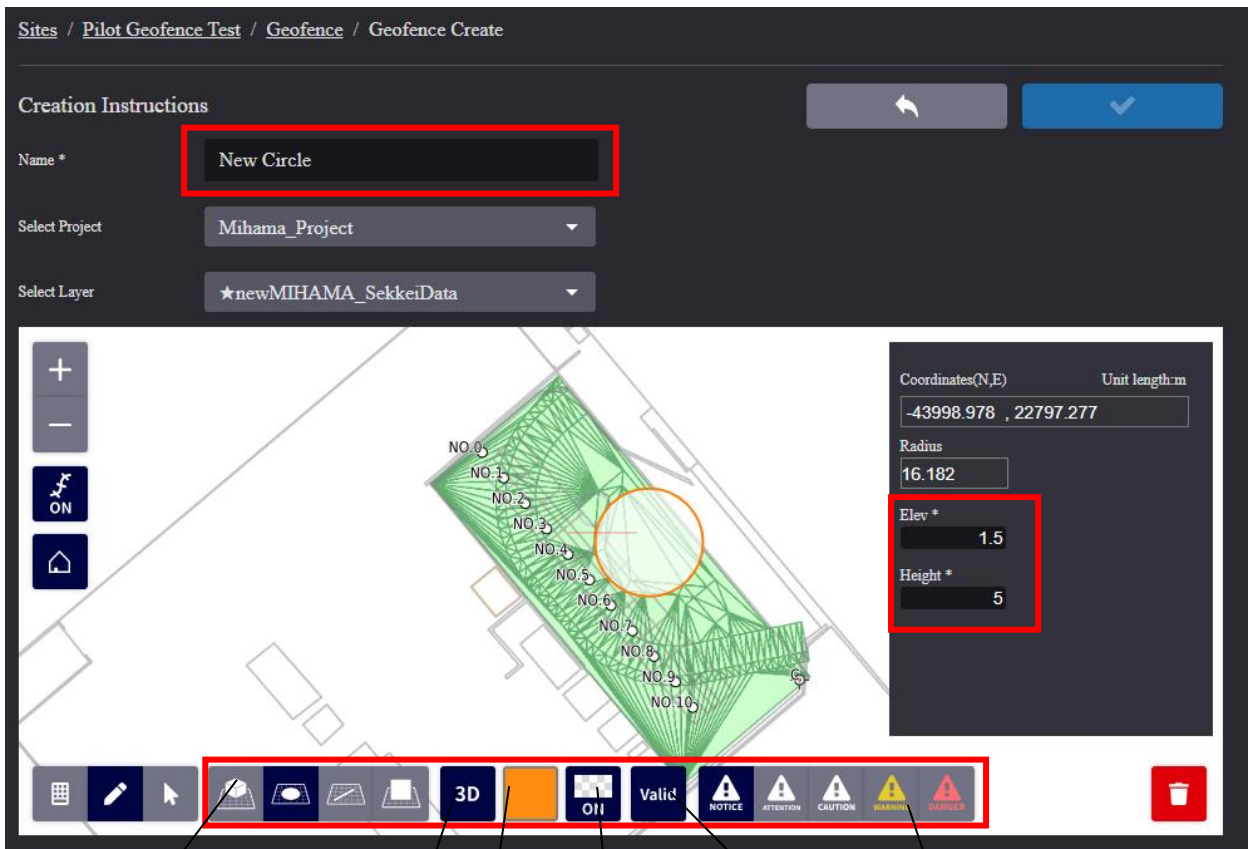 Sites / Pilot Geofence Test / Geofence / Geofence Create
Creation Instructions
Name *
New Circle
Select Project
Mihama_Project
Select Layer
★newMIHAMA_SekkeiData
Coordinates(N,E) Unit length:m
-43998.978 , 22797.277
Radius
16.182
Elev *
1.5
Height *
5
ON
NO.0
NO.1
NO.2
NO.3
NO.4
NO.5
NO.6
NO.7
NO.8
NO.9
NO.10
3D
ON
Valid
NOTICE
ATTENTION
CAUTION
WARNING
DANGER